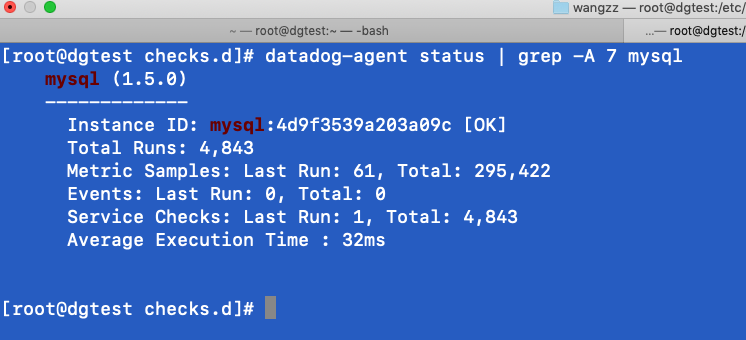 wangzz — root@dgtest:/etc/
~ — root@dgtest:~ — -bash
...— root@dgtest:/
[root@dgtest checks.d]# datadog-agent status | grep -A 7 mysql
    mysql (1.5.0)
    -------------
      Instance ID: mysql:4d9f3539a203a09c [OK]
      Total Runs: 4,843
      Metric Samples: Last Run: 61, Total: 295,422
      Events: Last Run: 0, Total: 0
      Service Checks: Last Run: 1, Total: 4,843
      Average Execution Time : 32ms
[root@dgtest checks.d]#